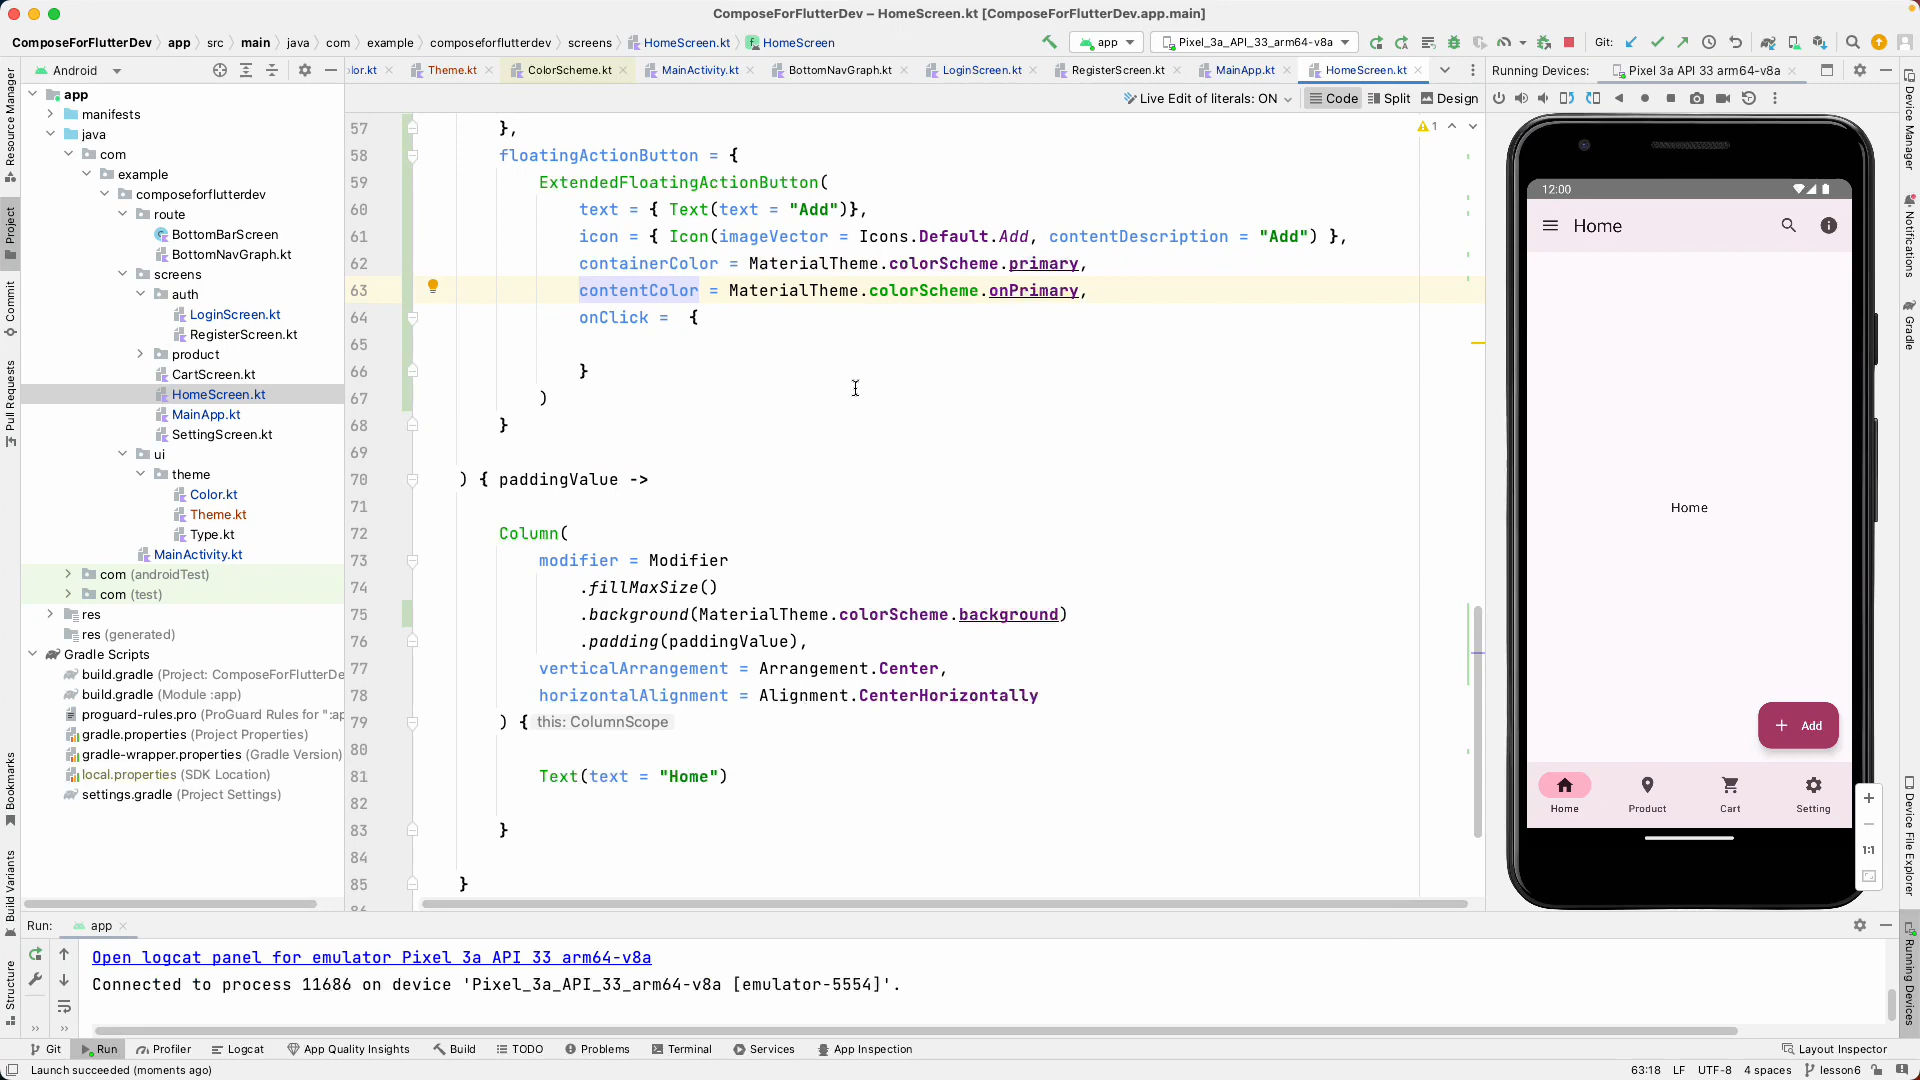 ComposeForFlutterDev – HomeScreen.kt [ComposeForFlutterDev.app.main]
ComposeForFlutterDev app src main java com example composeforflutterdev screens HomeScreen.kt HomeScreen
app Pixel_3a_API_33_arm64-v8a Git:
Android
lor.kt Theme.kt ColorScheme.kt MainActivity.kt BottomNavGraph.kt LoginScreen.kt RegisterScreen.kt MainApp.kt HomeScreen.kt
Running Devices: Pixel 3a API 33 arm64-v8a
Live Edit of literals: ON Code Split Design
Resource Manager
Project
Commit
Pull Requests
Bookmarks
Build Variants
Structure
app
manifests
java
com
example
composeforflutterdev
route
BottomBarScreen
BottomNavGraph.kt
screens
auth
LoginScreen.kt
RegisterScreen.kt
product
CartScreen.kt
HomeScreen.kt
MainApp.kt
SettingScreen.kt
ui
theme
Color.kt
Theme.kt
Type.kt
MainActivity.kt
com (androidTest)
com (test)
res
res (generated)
Gradle Scripts
build.gradle (Project: ComposeForFlutterDe
build.gradle (Module :app)
proguard-rules.pro (ProGuard Rules for ":ap
gradle.properties (Project Properties)
gradle-wrapper.properties (Gradle Version)
local.properties (SDK Location)
settings.gradle (Project Settings)
1
57 },
58 floatingActionButton = {
59 ExtendedFloatingActionButton(
60 text = { Text(text = "Add")},
61 icon = { Icon(imageVector = Icons.Default.Add, contentDescription = "Add") },
62 containerColor = MaterialTheme.colorScheme.primary,
63 contentColor = MaterialTheme.colorScheme.onPrimary,
64 onClick = {
65
66 }
67 )
68 }
69
70 ) { paddingValue ->
71
72 Column(
73 modifier = Modifier
74 .fillMaxSize()
75 .background(MaterialTheme.colorScheme.background)
76 .padding(paddingValue),
77 verticalArrangement = Arrangement.Center,
78 horizontalAlignment = Alignment.CenterHorizontally
79 ) { this: ColumnScope
80
81 Text(text = "Home")
82
83 }
84
85 }
12:00
Home
Home
Add
Home Product Cart Setting
1:1
Device Manager
Notifications
Gradle
Device File Explorer
Running Devices
Run: app
Open logcat panel for emulator Pixel 3a API 33 arm64-v8a
Connected to process 11686 on device 'Pixel_3a_API_33_arm64-v8a [emulator-5554]'.
Git Run Profiler Logcat App Quality Insights Build TODO Problems Terminal Services App Inspection Layout Inspector
Launch succeeded (moments ago) 63:18 LF UTF-8 4 spaces lesson6